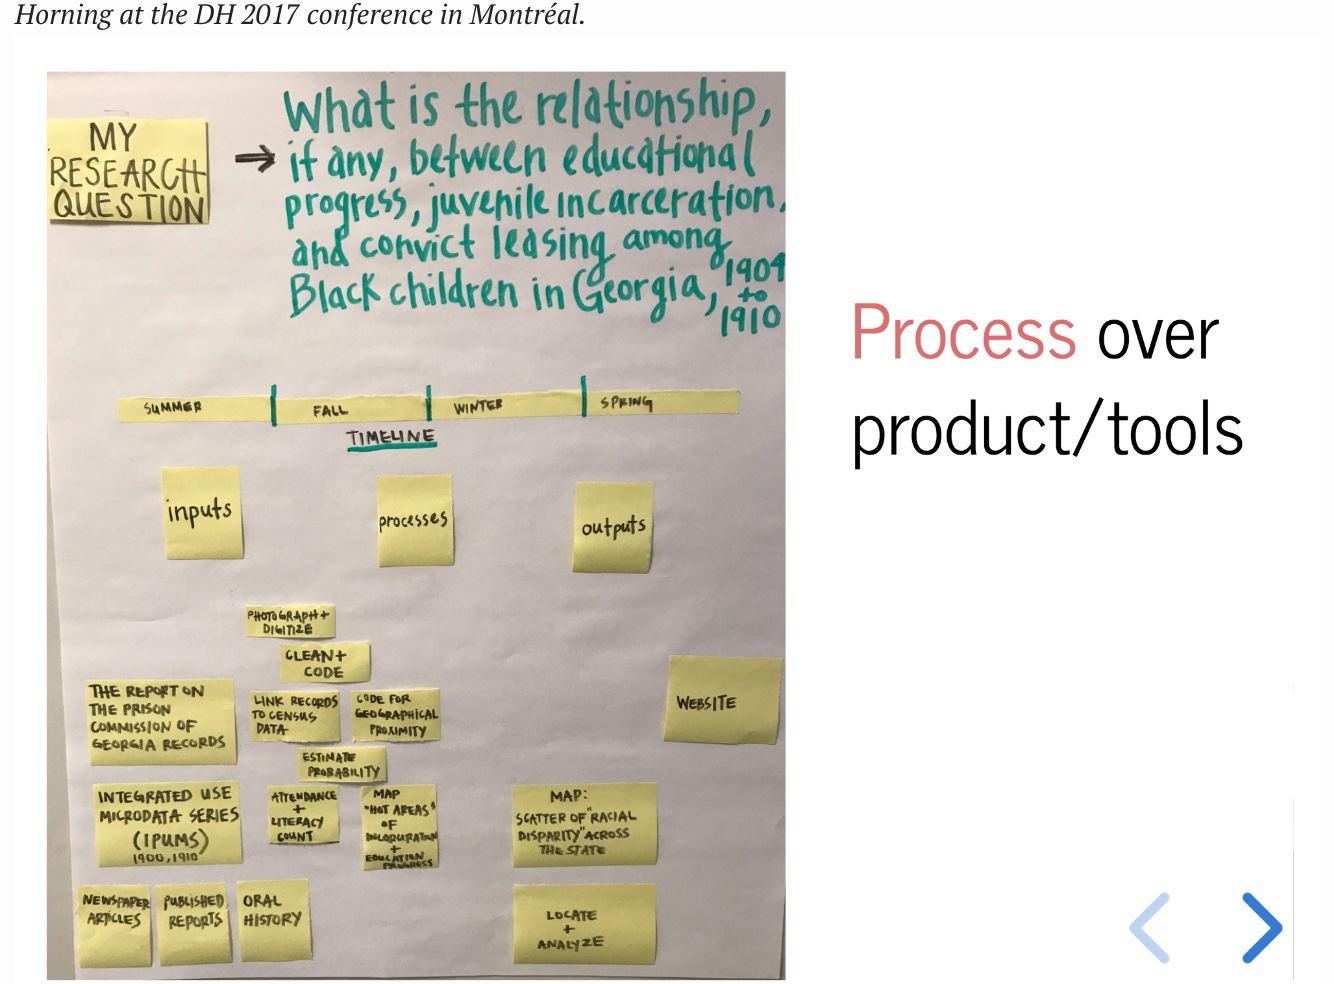 Horning at the DH 2017 conference in Montréal.
MY
RESEARCH
QUESTION
What is the relationship,
if any, between educational
progress, juvenile incarceration,
and convict leasing among
Black children in Georgia, 1904
to
1910
Process over
product/tools
SUMMER FALL WINTER SPRING
TIMELINE
inputs
processes
outputs
PHOTOGRAPH +
DIGITIZE
CLEAN +
CODE
THE REPORT ON
THE PRISON
COMMISSION OF
GEORGIA RECORDS
LINK RECORDS
TO CENSUS
DATA
CODE FOR
GEOGRAPHICAL
PROXIMITY
WEBSITE
ESTIMATE
PROBABILITY
INTEGRATED USE
MICRODATA SERIES
(IPUMS)
1900, 1910
ATTENDANCE
+
LITERACY
COUNT
MAP
"HOT AREAS"
OF
+
EDUCATION
PROGRESS
MAP:
SCATTER OF "RACIAL
DISPARITY" ACROSS
THE STATE
NEWSPAPER
ARTICLES
PUBLISHED
REPORTS
ORAL
HISTORY
LOCATE
+
ANALYZE